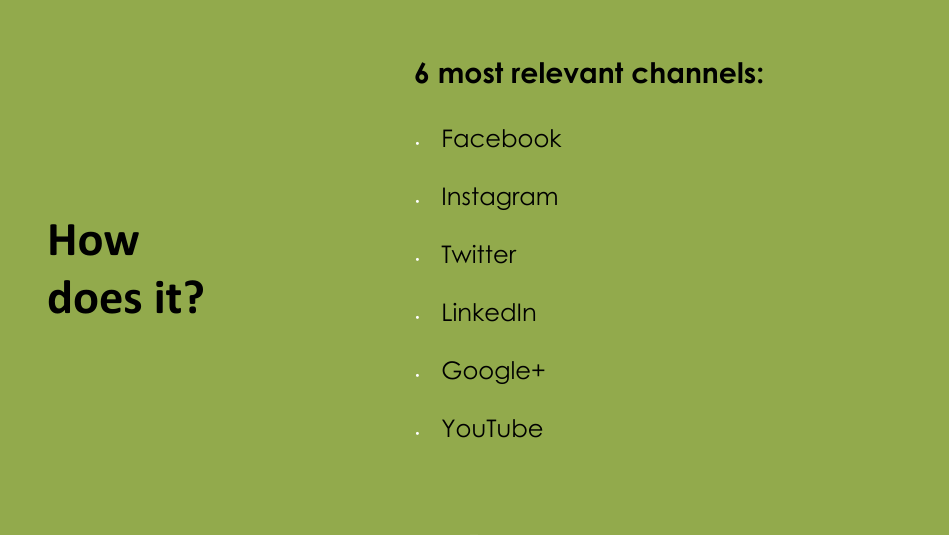 How
does it?
6 most relevant channels:
Facebook
Instagram
Twitter
LinkedIn
Google+
YouTube